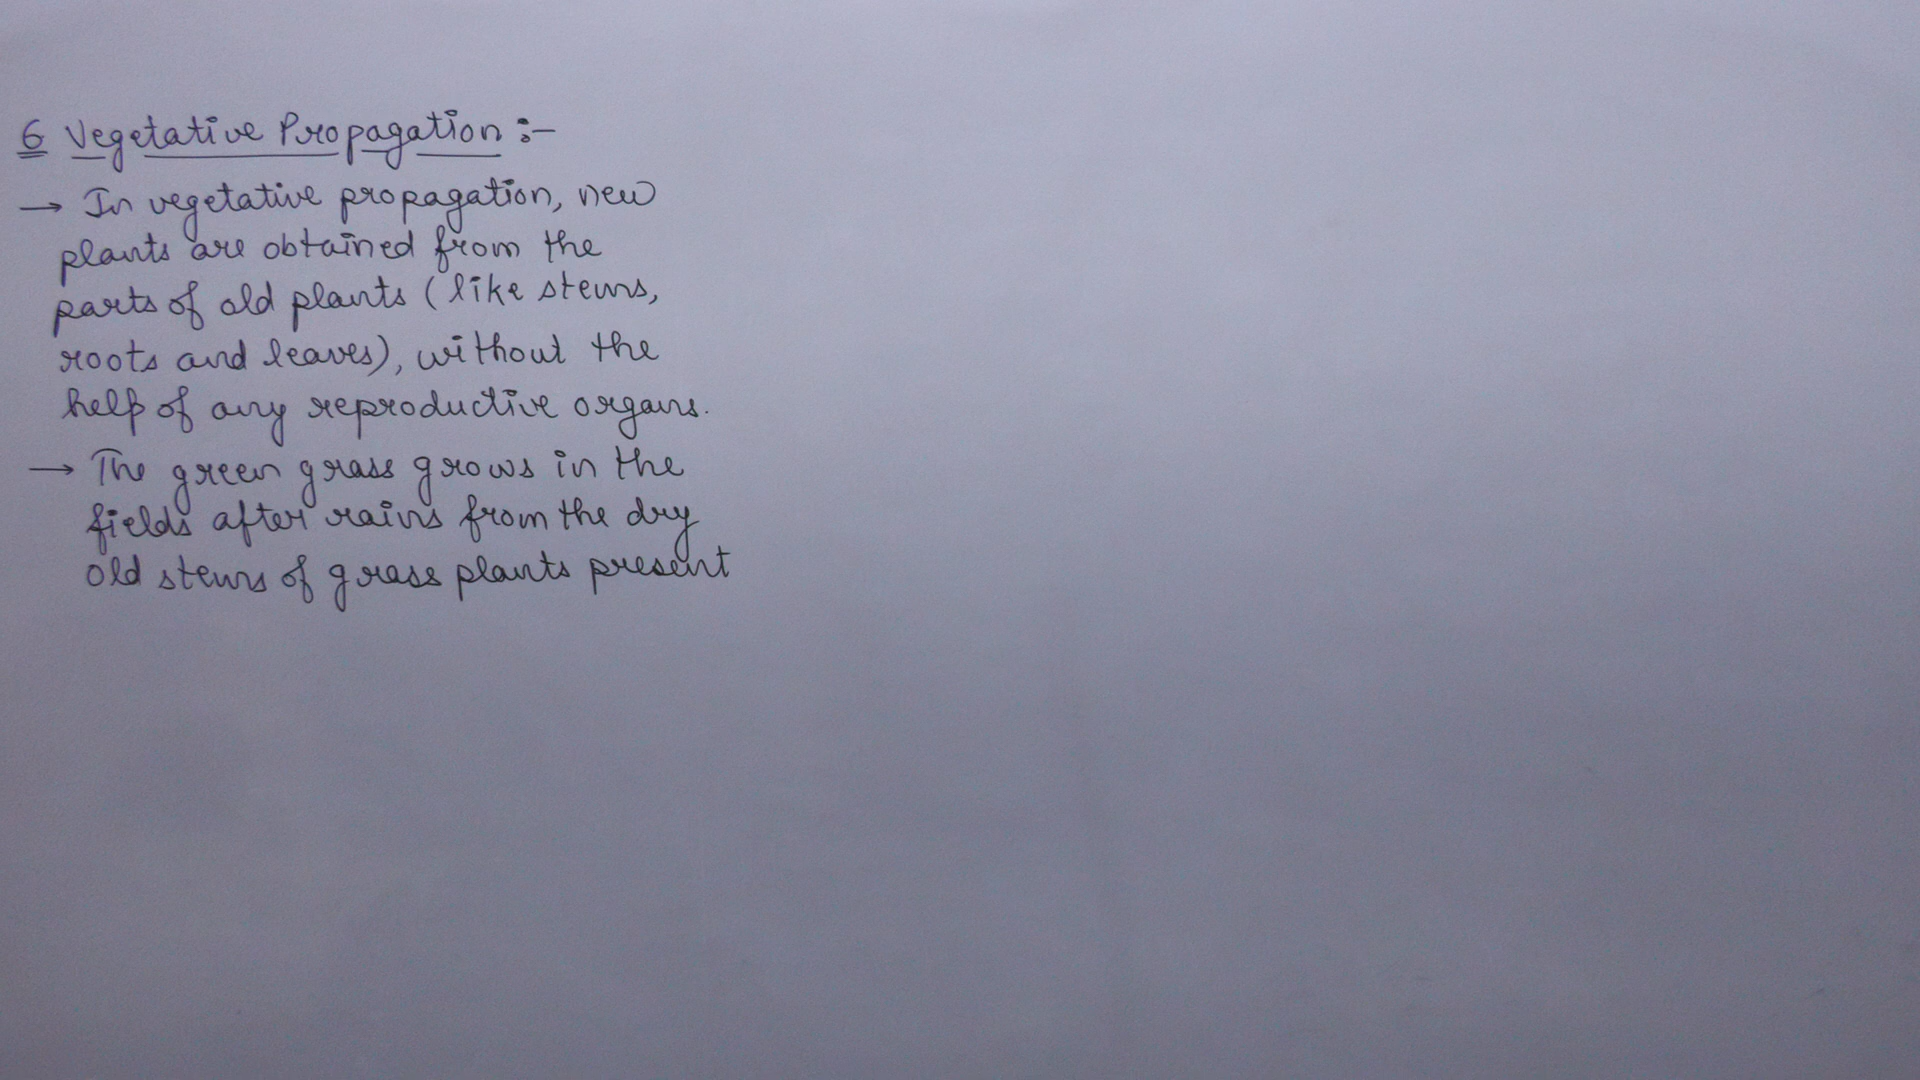 6 Vegetative Propagation :-
→ In vegetative propagation, new
plants are obtained from the
parts of old plants (like stems,
roots and leaves), without the
help of any reproductive organs.
→ The green grass grows in the
fields after rains from the dry
old stems of grass plants present